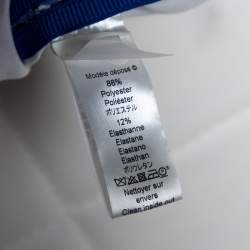 Modèle déposé ©
88%
Polyester
Poliéster
ポリエステル
12%
Elasthanne
Elastane
Elastano
Elasthan
ポリウレタン
Nettoyer sur
envers
Clean inside out